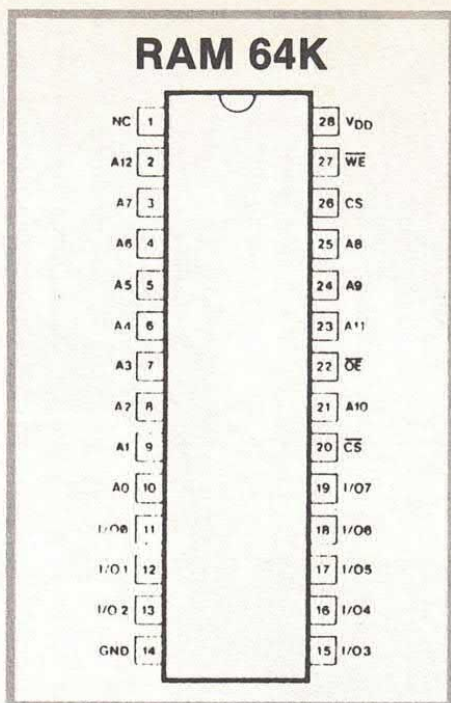 RAM 64K
NC 1 28 VDD
A12 2 27 WE
A7 3 26 CS
A6 4 25 A8
A5 5 24 A9
A4 6 23 A11
A3 7 22 OE
A2 8 21 A10
A1 9 20 CS
A0 10 19 I/O7
I/O0 11 18 I/O6
I/O1 12 17 I/O5
I/O2 13 16 I/O4
GND 14 15 I/O3